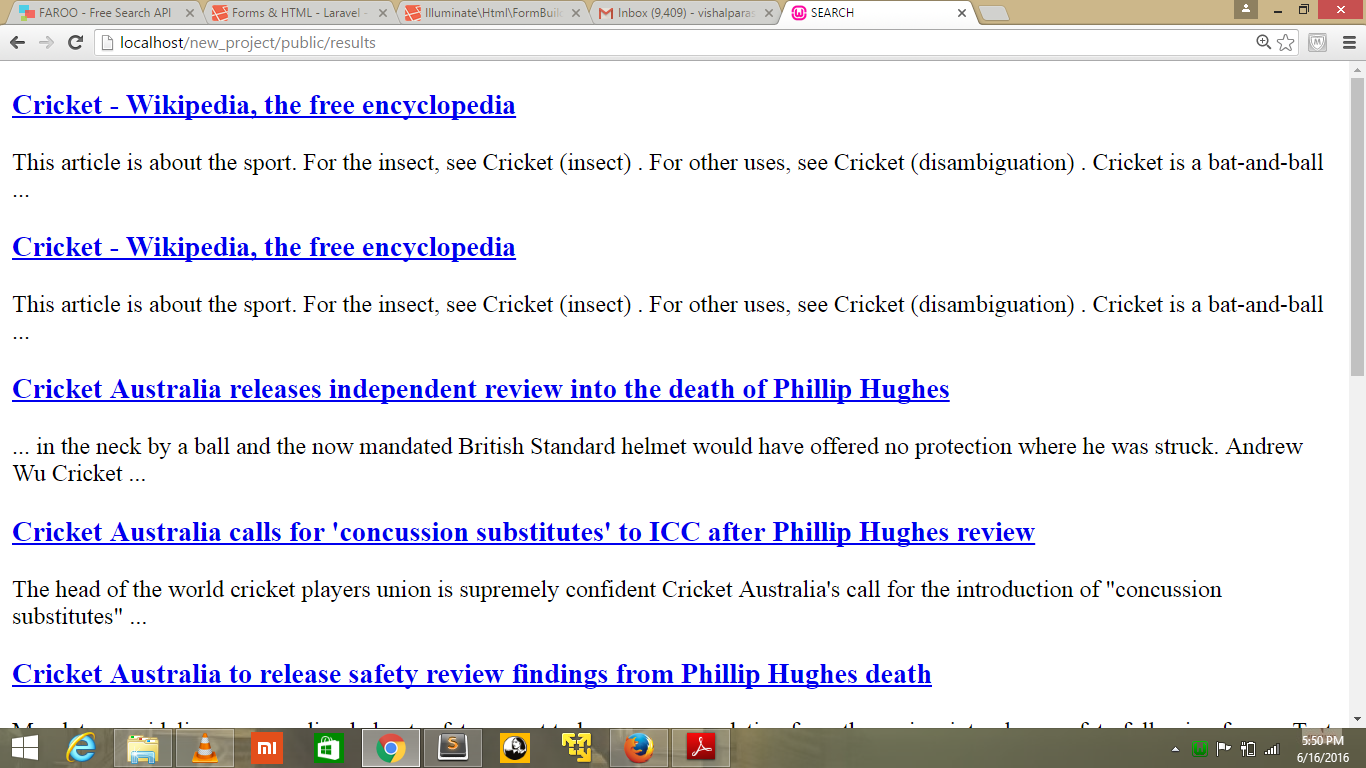 FAROO - Free Search API
Forms & HTML - Laravel -
Illuminate\Html\FormBuil
Inbox (9,409) - vishalparas
SEARCH
localhost/new_project/public/results
Cricket - Wikipedia, the free encyclopedia
This article is about the sport. For the insect, see Cricket (insect) . For other uses, see Cricket (disambiguation) . Cricket is a bat-and-ball
...
Cricket - Wikipedia, the free encyclopedia
This article is about the sport. For the insect, see Cricket (insect) . For other uses, see Cricket (disambiguation) . Cricket is a bat-and-ball
...
Cricket Australia releases independent review into the death of Phillip Hughes
... in the neck by a ball and the now mandated British Standard helmet would have offered no protection where he was struck. Andrew
Wu Cricket ...
Cricket Australia calls for 'concussion substitutes' to ICC after Phillip Hughes review
The head of the world cricket players union is supremely confident Cricket Australia's call for the introduction of "concussion
substitutes" ...
Cricket Australia to release safety review findings from Phillip Hughes death
mi
S
5:50 PM
6/16/2016